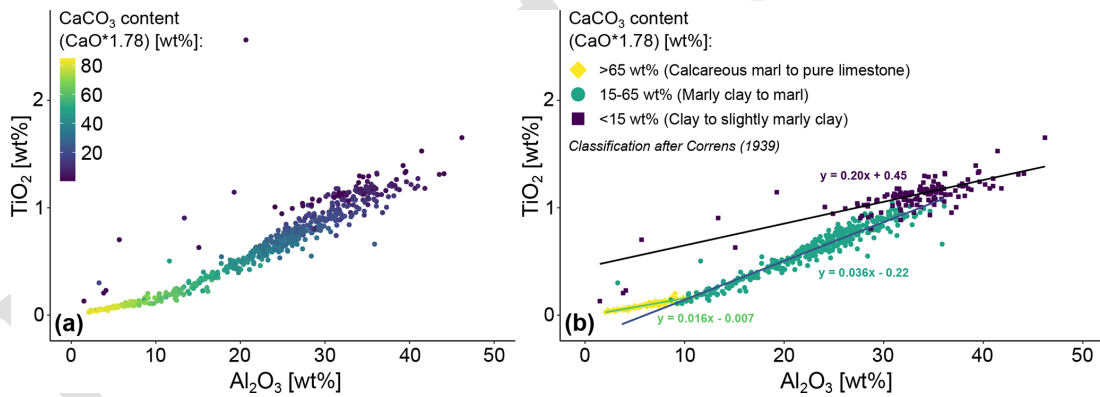 CaCO3 content
(CaO*1.78) [wt%]:
80
60
40
20
TiO2 [wt%]
2
1
0
(a)
0 10 20 30 40 50
Al2O3 [wt%]
CaCO3 content
(CaO*1.78) [wt%]:
>65 wt% (Calcareous marl to pure limestone)
15-65 wt% (Marly clay to marl)
<15 wt% (Clay to slightly marly clay)
Classification after Correns (1939)
y = 0.20x + 0.45
y = 0.036x - 0.22
y = 0.016x - 0.007
TiO2 [wt%]
2
1
0
(b)
0 10 20 30 40 50
Al2O3 [wt%]